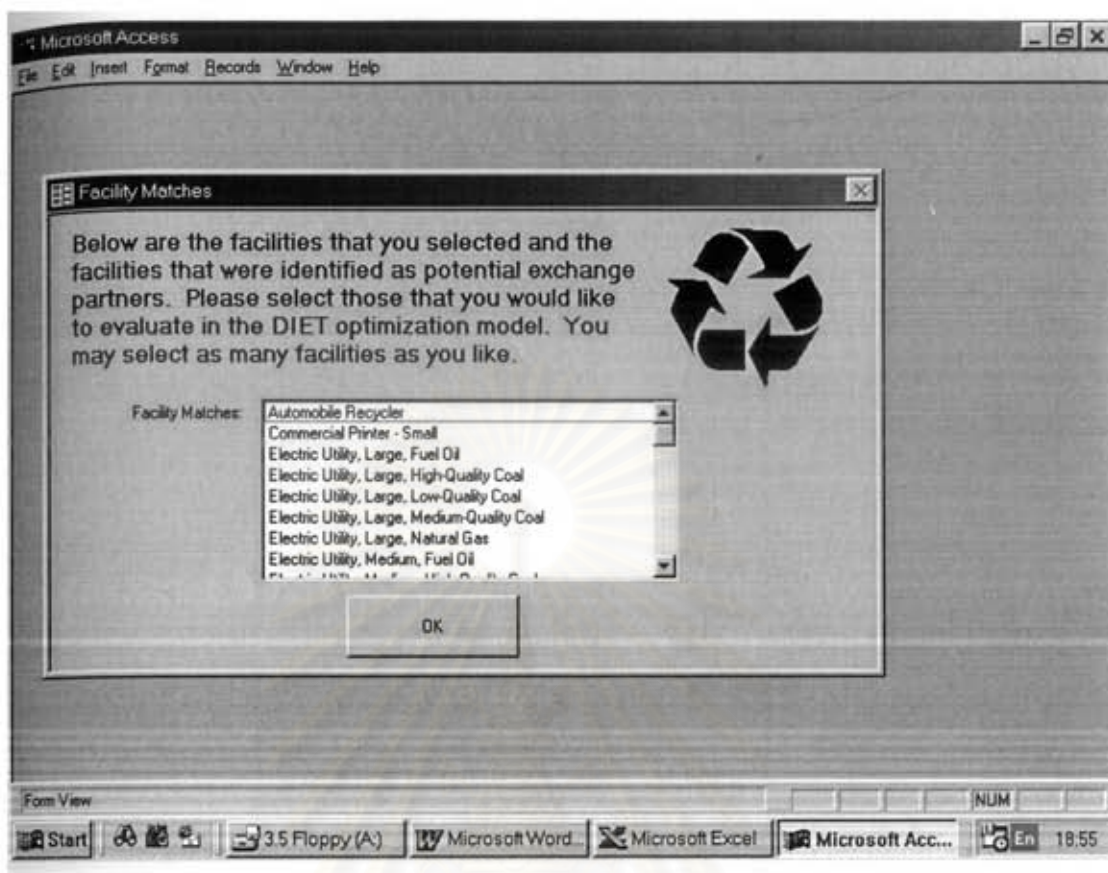 Microsoft Access
File Edit Insert Format Records Window Help
Facility Matches
Below are the facilities that you selected and the
facilities that were identified as potential exchange
partners. Please select those that you would like
to evaluate in the DIET optimization model. You
may select as many facilities as you like.
Facility Matches:
Automobile Recycler
Commercial Printer - Small
Electric Utility, Large, Fuel Oil
Electric Utility, Large, High-Quality Coal
Electric Utility, Large, Low-Quality Coal
Electric Utility, Large, Medium-Quality Coal
Electric Utility, Large, Natural Gas
Electric Utility, Medium, Fuel Oil
OK
Form View NUM
Start 3.5 Floppy (A:) Microsoft Word... Microsoft Excel Microsoft Acc... En 18:55